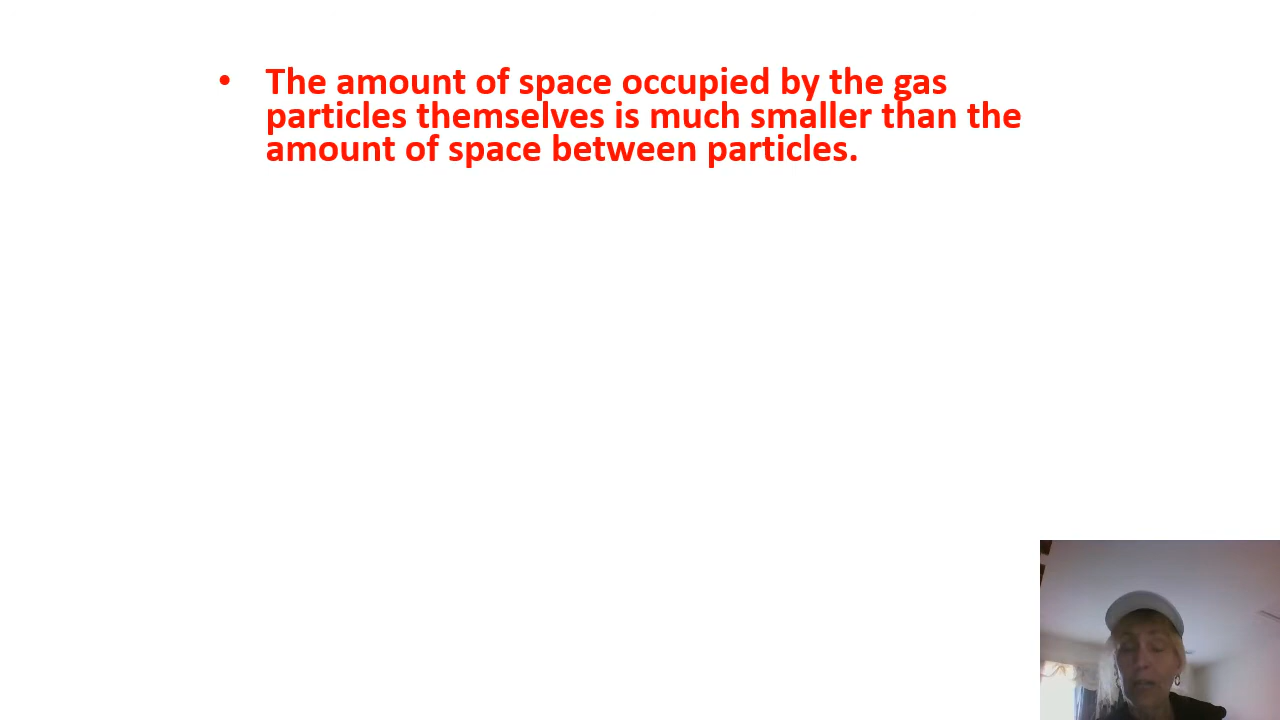 • The amount of space occupied by the gas
particles themselves is much smaller than the
amount of space between particles.